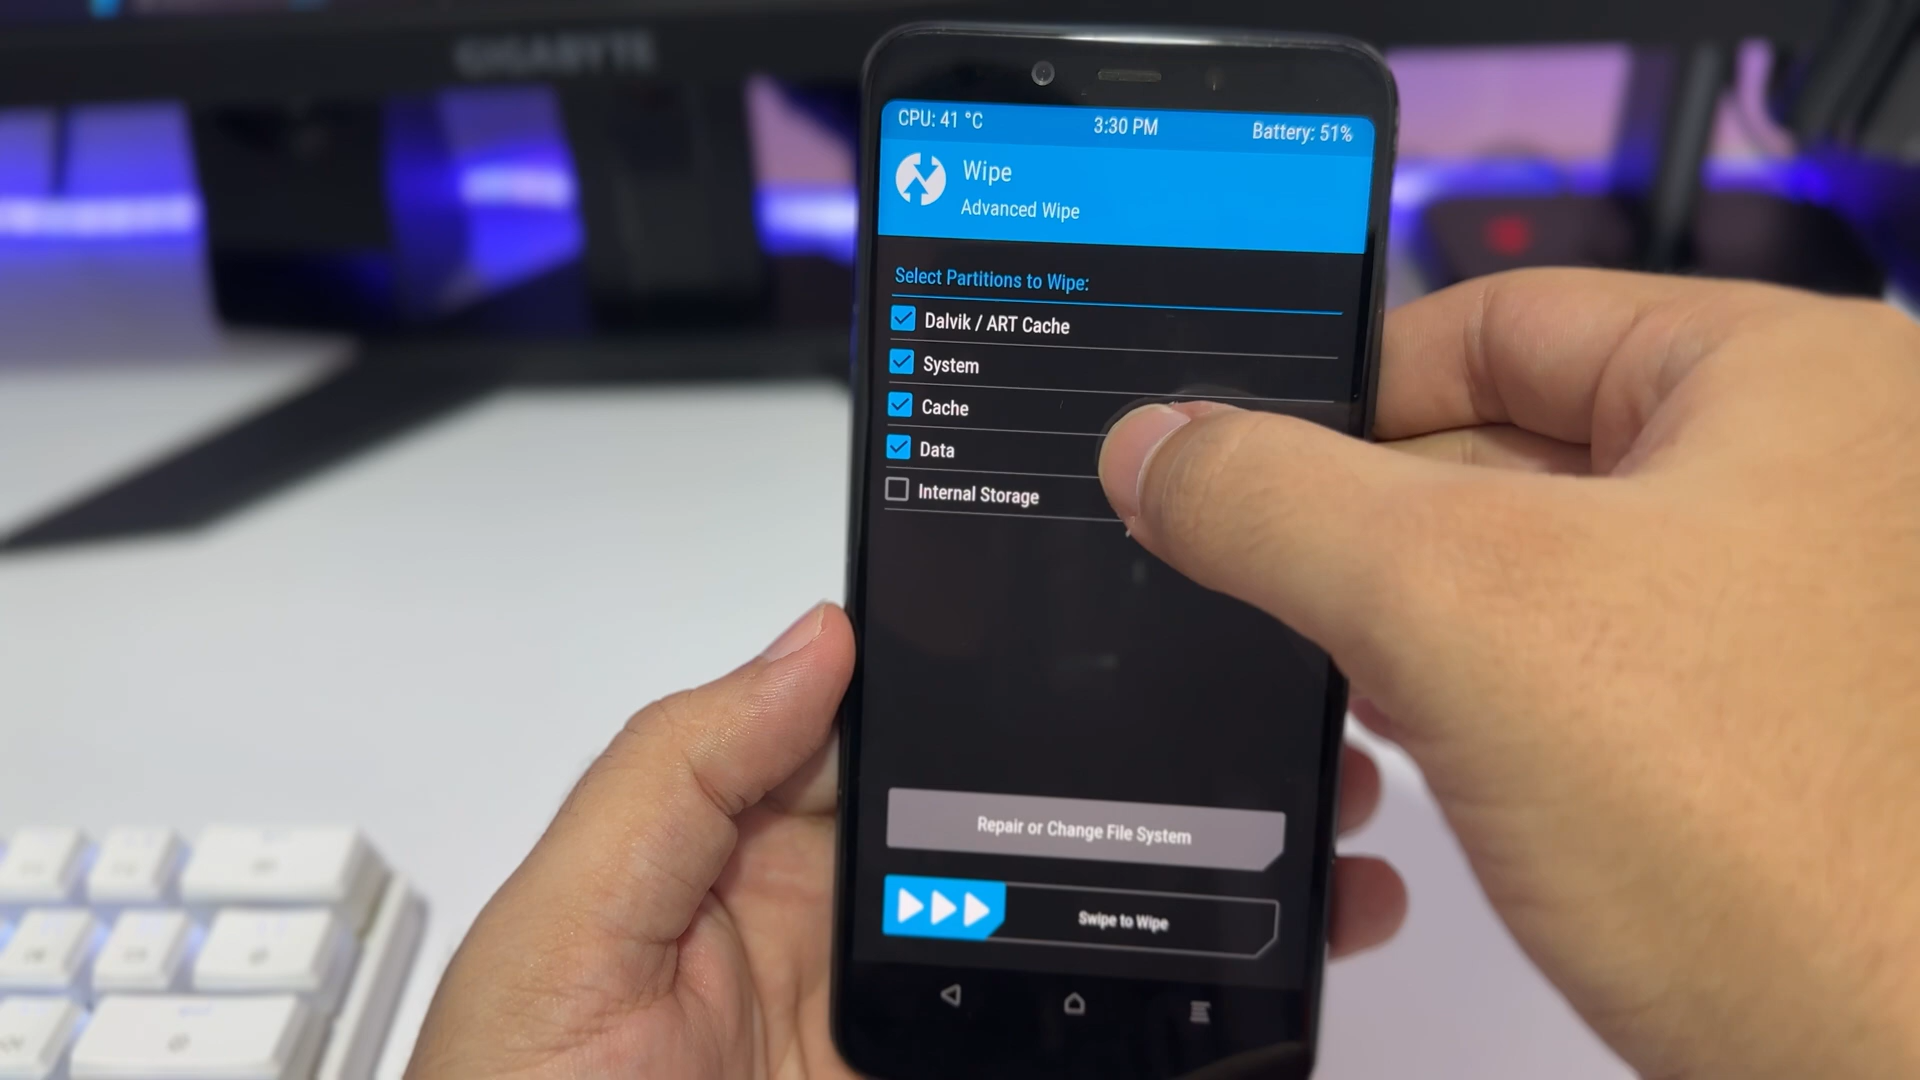 GIGABYTE
CPU: 41 °C 3:30 PM Battery: 51%
Wipe
Advanced Wipe
Select Partitions to Wipe:
Dalvik / ART Cache
System
Cache
Data
Internal Storage
Repair or Change File System
Swipe to Wipe